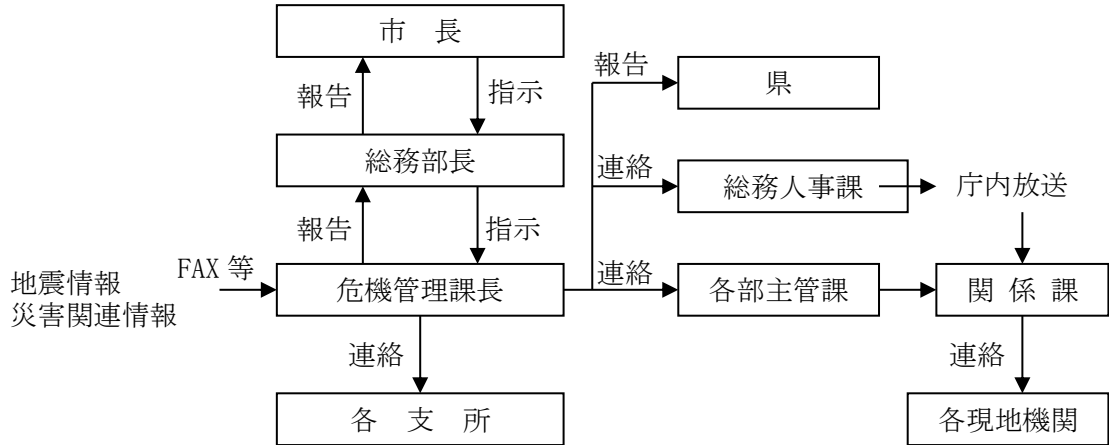 市　長
報告
県
報告
指示
総務部長
連絡
総務人事課
庁内放送
報告
指示
FAX 等
地震情報
災害関連情報
危機管理課長
連絡
各部主管課
関 係 課
連絡
連絡
各　支　所
各現地機関